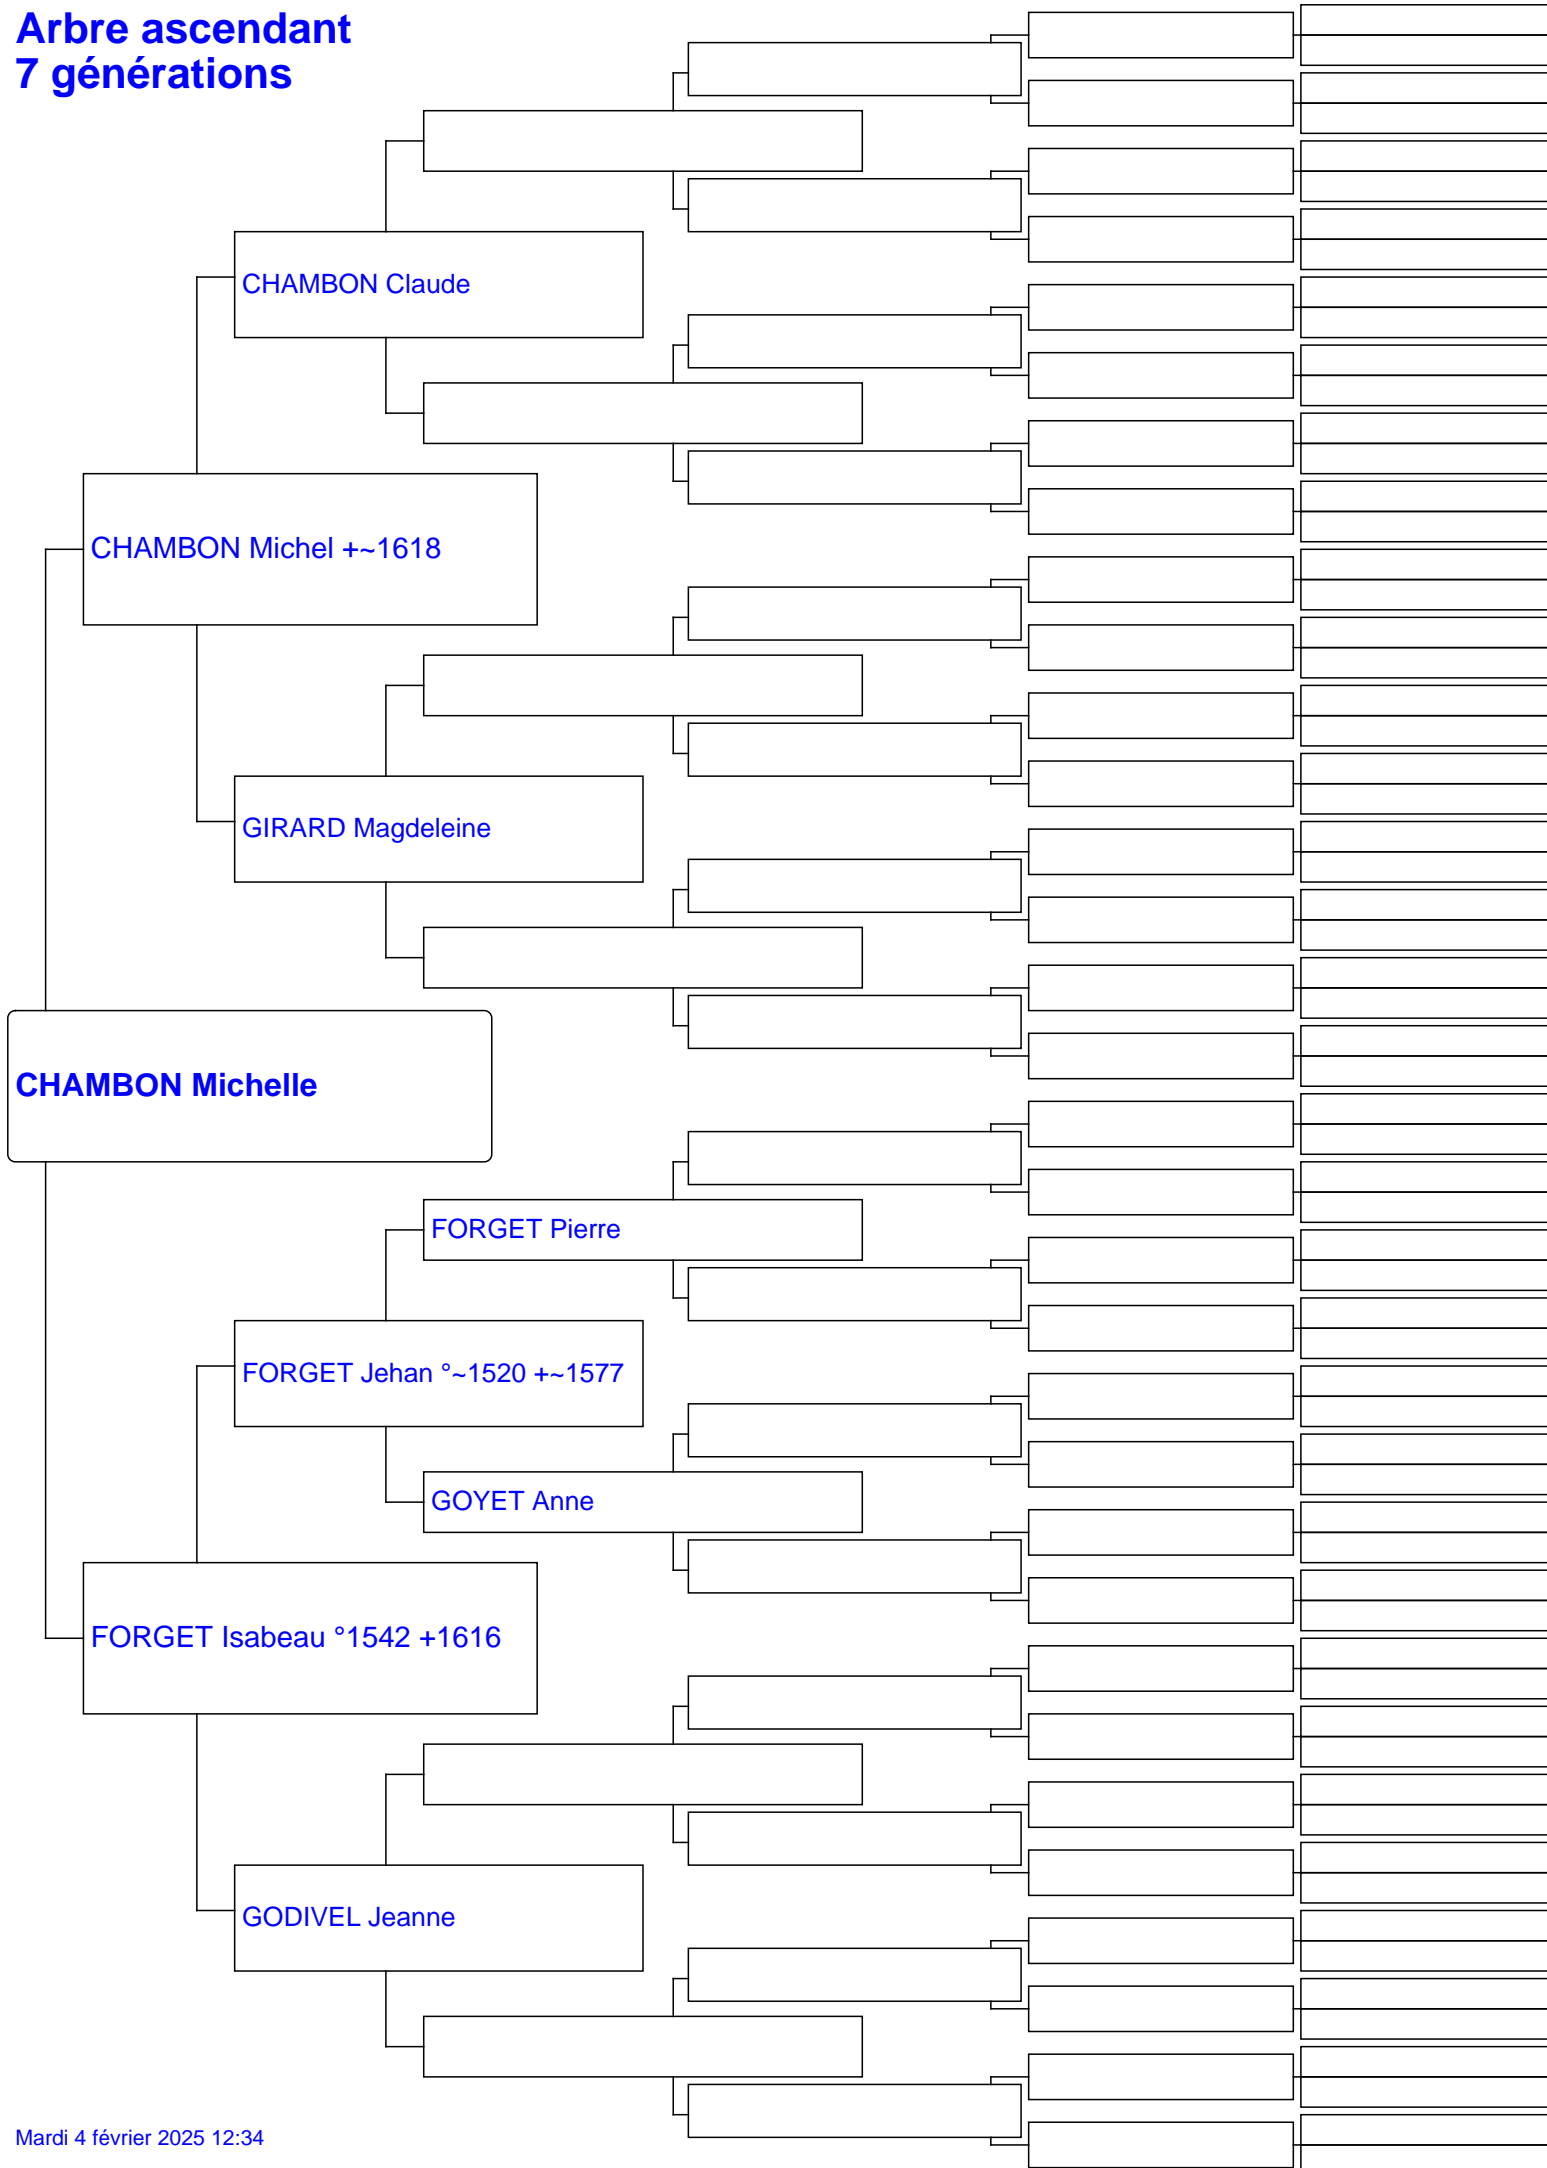 Arbre ascendant
7 générations
CHAMBON Claude
CHAMBON Michel +~1618
GIRARD Magdeleine
CHAMBON Michelle
FORGET Pierre
FORGET Jehan °~1520 +~1577
GOYET Anne
FORGET Isabeau °1542 +1616
GODIVEL Jeanne
Mardi 4 février 2025 12:34